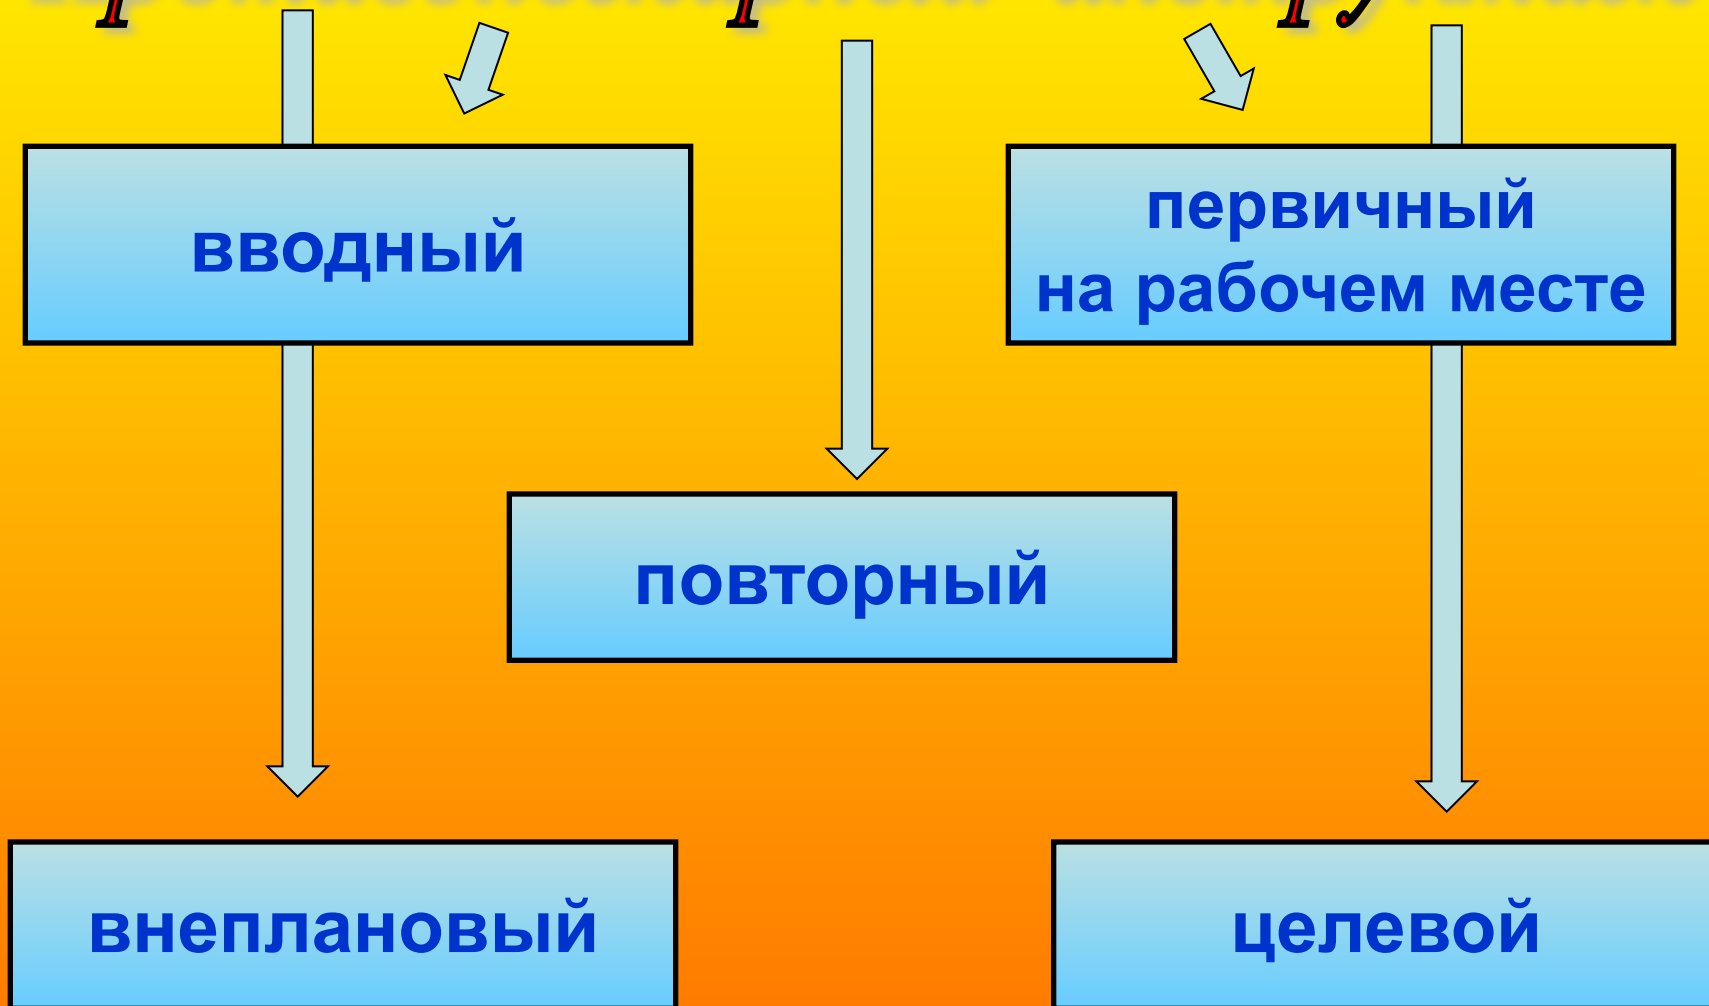 вводный
первичный
на рабочем месте
повторный
внеплановый
целевой